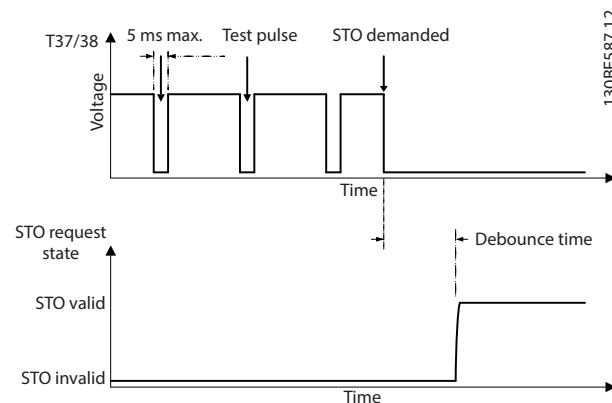 T37/38
5 ms max.
Test pulse
STO demanded
130BE587.12
Voltage
Time
STO request
state
Debounce time
STO valid
STO invalid
Time